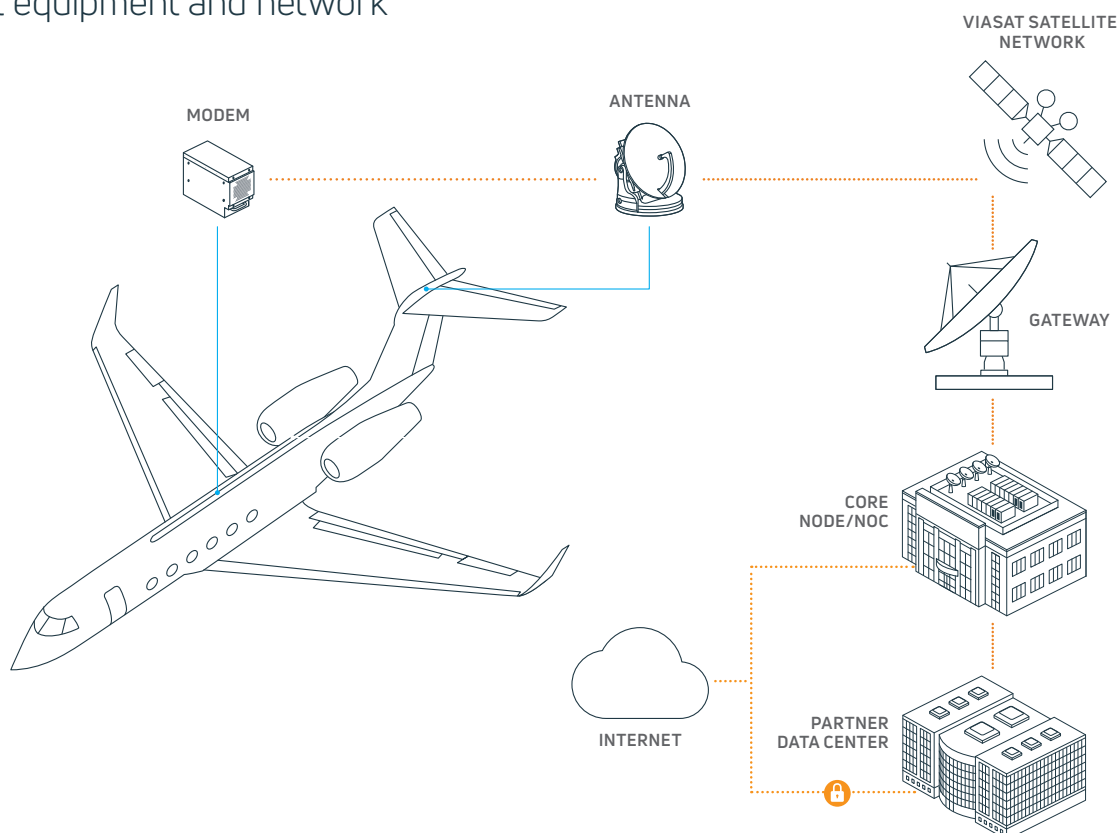 equipment and network
VIASAT SATELLITE
NETWORK
MODEM
ANTENNA
GATEWAY
CORE
NODE/NOC
INTERNET
PARTNER
DATA CENTER